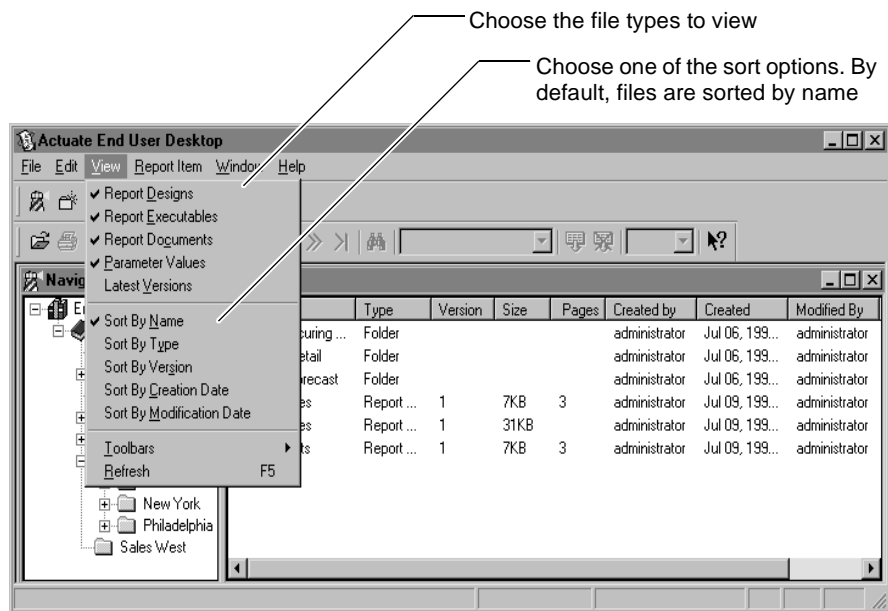 Choose the file types to view
Choose one of the sort options. By
default, files are sorted by name
Actuate End User Desktop
File Edit View Report Item Window Help
Report Designs
Report Executables
Report Documents
Parameter Values
Latest Versions
Sort By Name
Sort By Type
Sort By Version
Sort By Creation Date
Sort By Modification Date
Toolbars
Refresh F5
Navig
Type Version Size Pages Created by Created Modified By
curing ... Folder administrator Jul 06, 199... administrator
etail Folder administrator Jul 06, 199... administrator
recast Folder administrator Jul 06, 199... administrator
es Report ... 1 7KB 3 administrator Jul 09, 199... administrator
es Report ... 1 31KB administrator Jul 09, 199... administrator
ts Report ... 1 7KB 3 administrator Jul 09, 199... administrator
New York
Philadelphia
Sales West